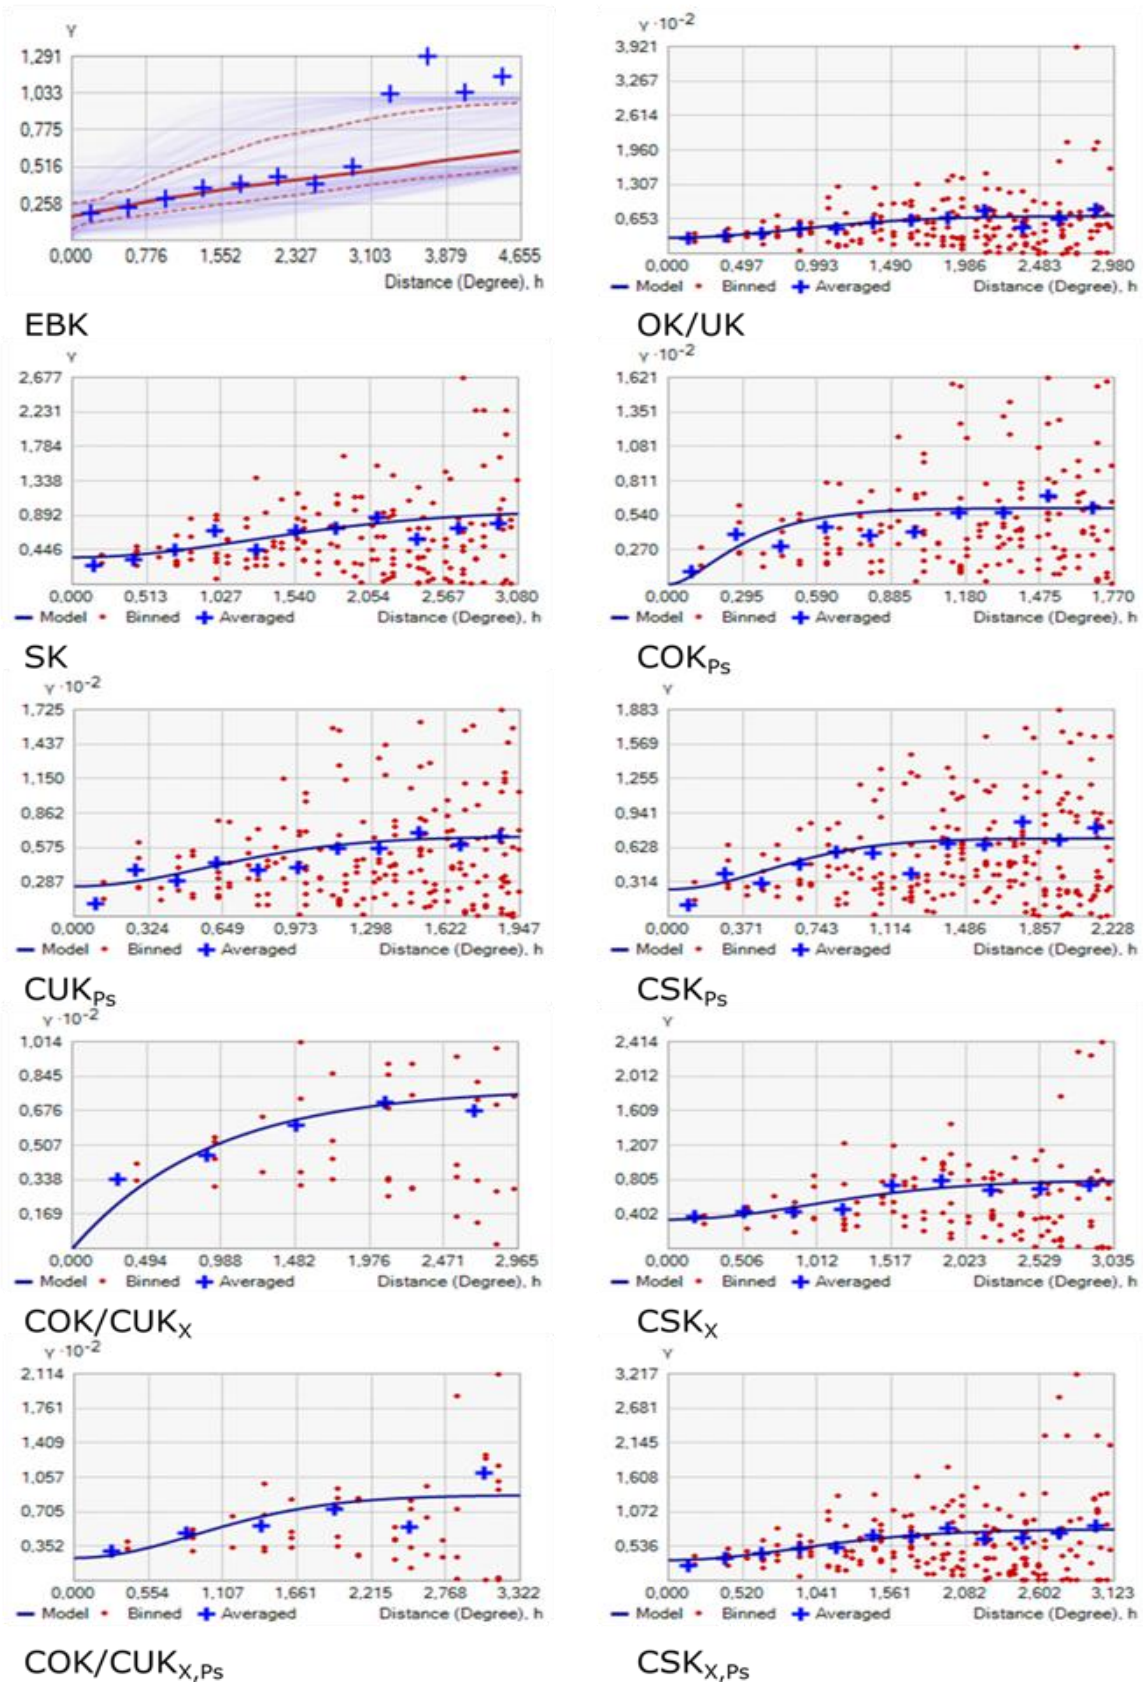 γ
1,291
1,033
0,775
0,516
0,258
0,000 0,776 1,552 2,327 3,103 3,879 4,655
Distance (Degree), h
EBK
γ ·10-2
3,921
3,267
2,614
1,960
1,307
0,653
0,000 0,497 0,993 1,490 1,986 2,483 2,980
Model Binned Averaged Distance (Degree), h
OK/UK
γ
2,677
2,231
1,784
1,338
0,892
0,446
0,000 0,513 1,027 1,540 2,054 2,567 3,080
Model Binned Averaged Distance (Degree), h
SK
γ ·10-2
1,621
1,351
1,081
0,811
0,540
0,270
0,000 0,295 0,590 0,885 1,180 1,475 1,770
Model Binned Averaged Distance (Degree), h
COKPs
γ ·10-2
1,725
1,437
1,150
0,862
0,575
0,287
0,000 0,324 0,649 0,973 1,298 1,622 1,947
Model Binned Averaged Distance (Degree), h
CUKPs
γ
1,883
1,569
1,255
0,941
0,628
0,314
0,000 0,371 0,743 1,114 1,486 1,857 2,228
Model Binned Averaged Distance (Degree), h
CSKPs
γ ·10-2
1,014
0,845
0,676
0,507
0,338
0,169
0,000 0,494 0,988 1,482 1,976 2,471 2,965
Model Binned Averaged Distance (Degree), h
COK/CUKX
γ
2,414
2,012
1,609
1,207
0,805
0,402
0,000 0,506 1,012 1,517 2,023 2,529 3,035
Model Binned Averaged Distance (Degree), h
CSKX
γ ·10-2
2,114
1,761
1,409
1,057
0,705
0,352
0,000 0,554 1,107 1,661 2,215 2,768 3,322
Model Binned Averaged Distance (Degree), h
COK/CUKX,Ps
γ
3,217
2,681
2,145
1,608
1,072
0,536
0,000 0,520 1,041 1,561 2,082 2,602 3,123
Model Binned Averaged Distance (Degree), h
CSKX,Ps